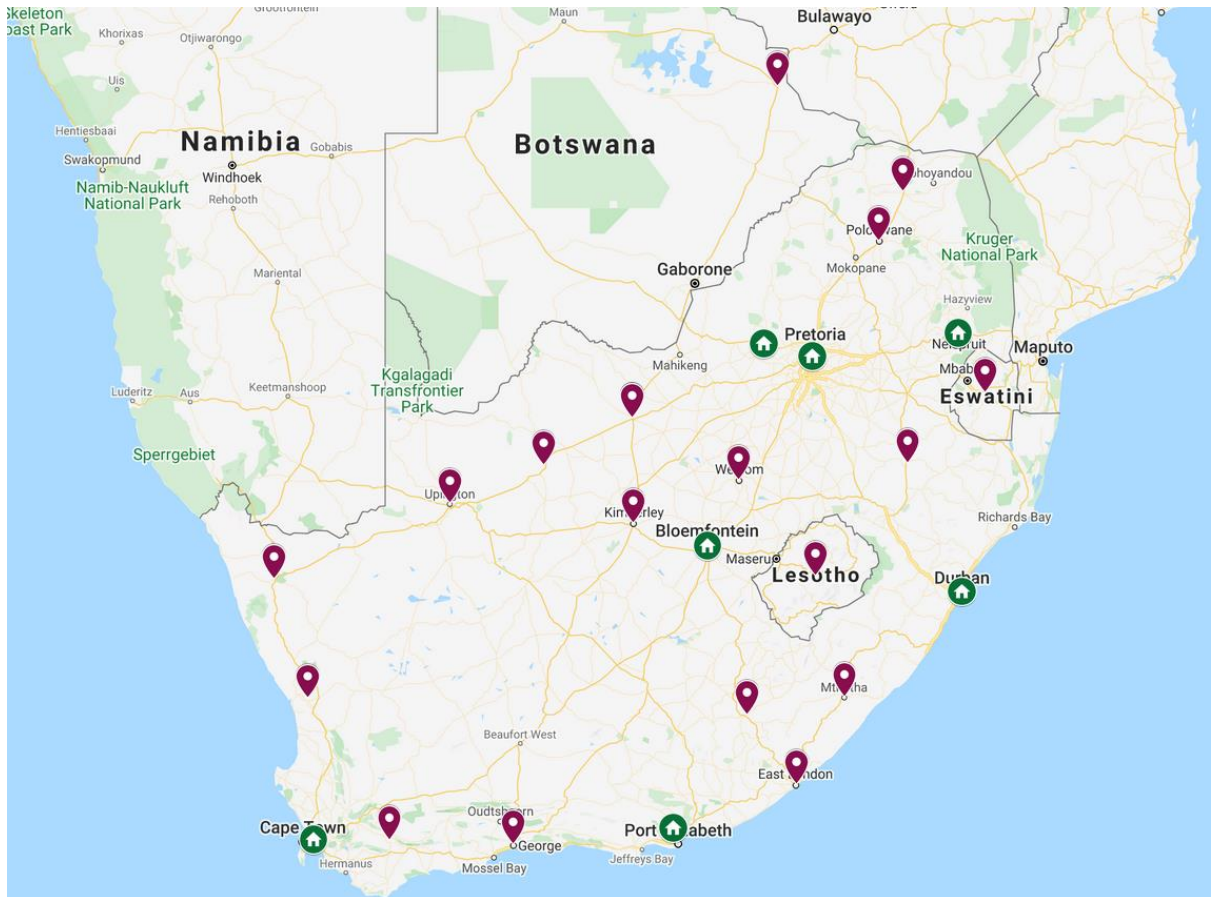 Skeleton
Coast Park
Khorixas
Otjiwarongo
Grootfontein
Maun
Bulawayo
Uis
Hentiesbaai
Namibia
Gobabis
Botswana
Swakopmund
Windhoek
Namib-Naukluft
National Park
Rehoboth
Polokwane
Kruger
National Park
Mariental
Gaborone
Mokopane
Hazyview
Pretoria
Nelspruit
Maputo
Mahikeng
Kgalagadi
Transfrontier
Park
Luderitz
Aus
Keetmanshoop
Eswatini
Sperrgebiet
Upington
Welkom
Kimberley
Richards Bay
Bloemfontein
Maseru
Lesotho
Durban
Mthatha
Beaufort West
East London
Cape Town
Oudtshoorn
Port Elizabeth
George
Hermanus
Mossel Bay
Jeffreys Bay